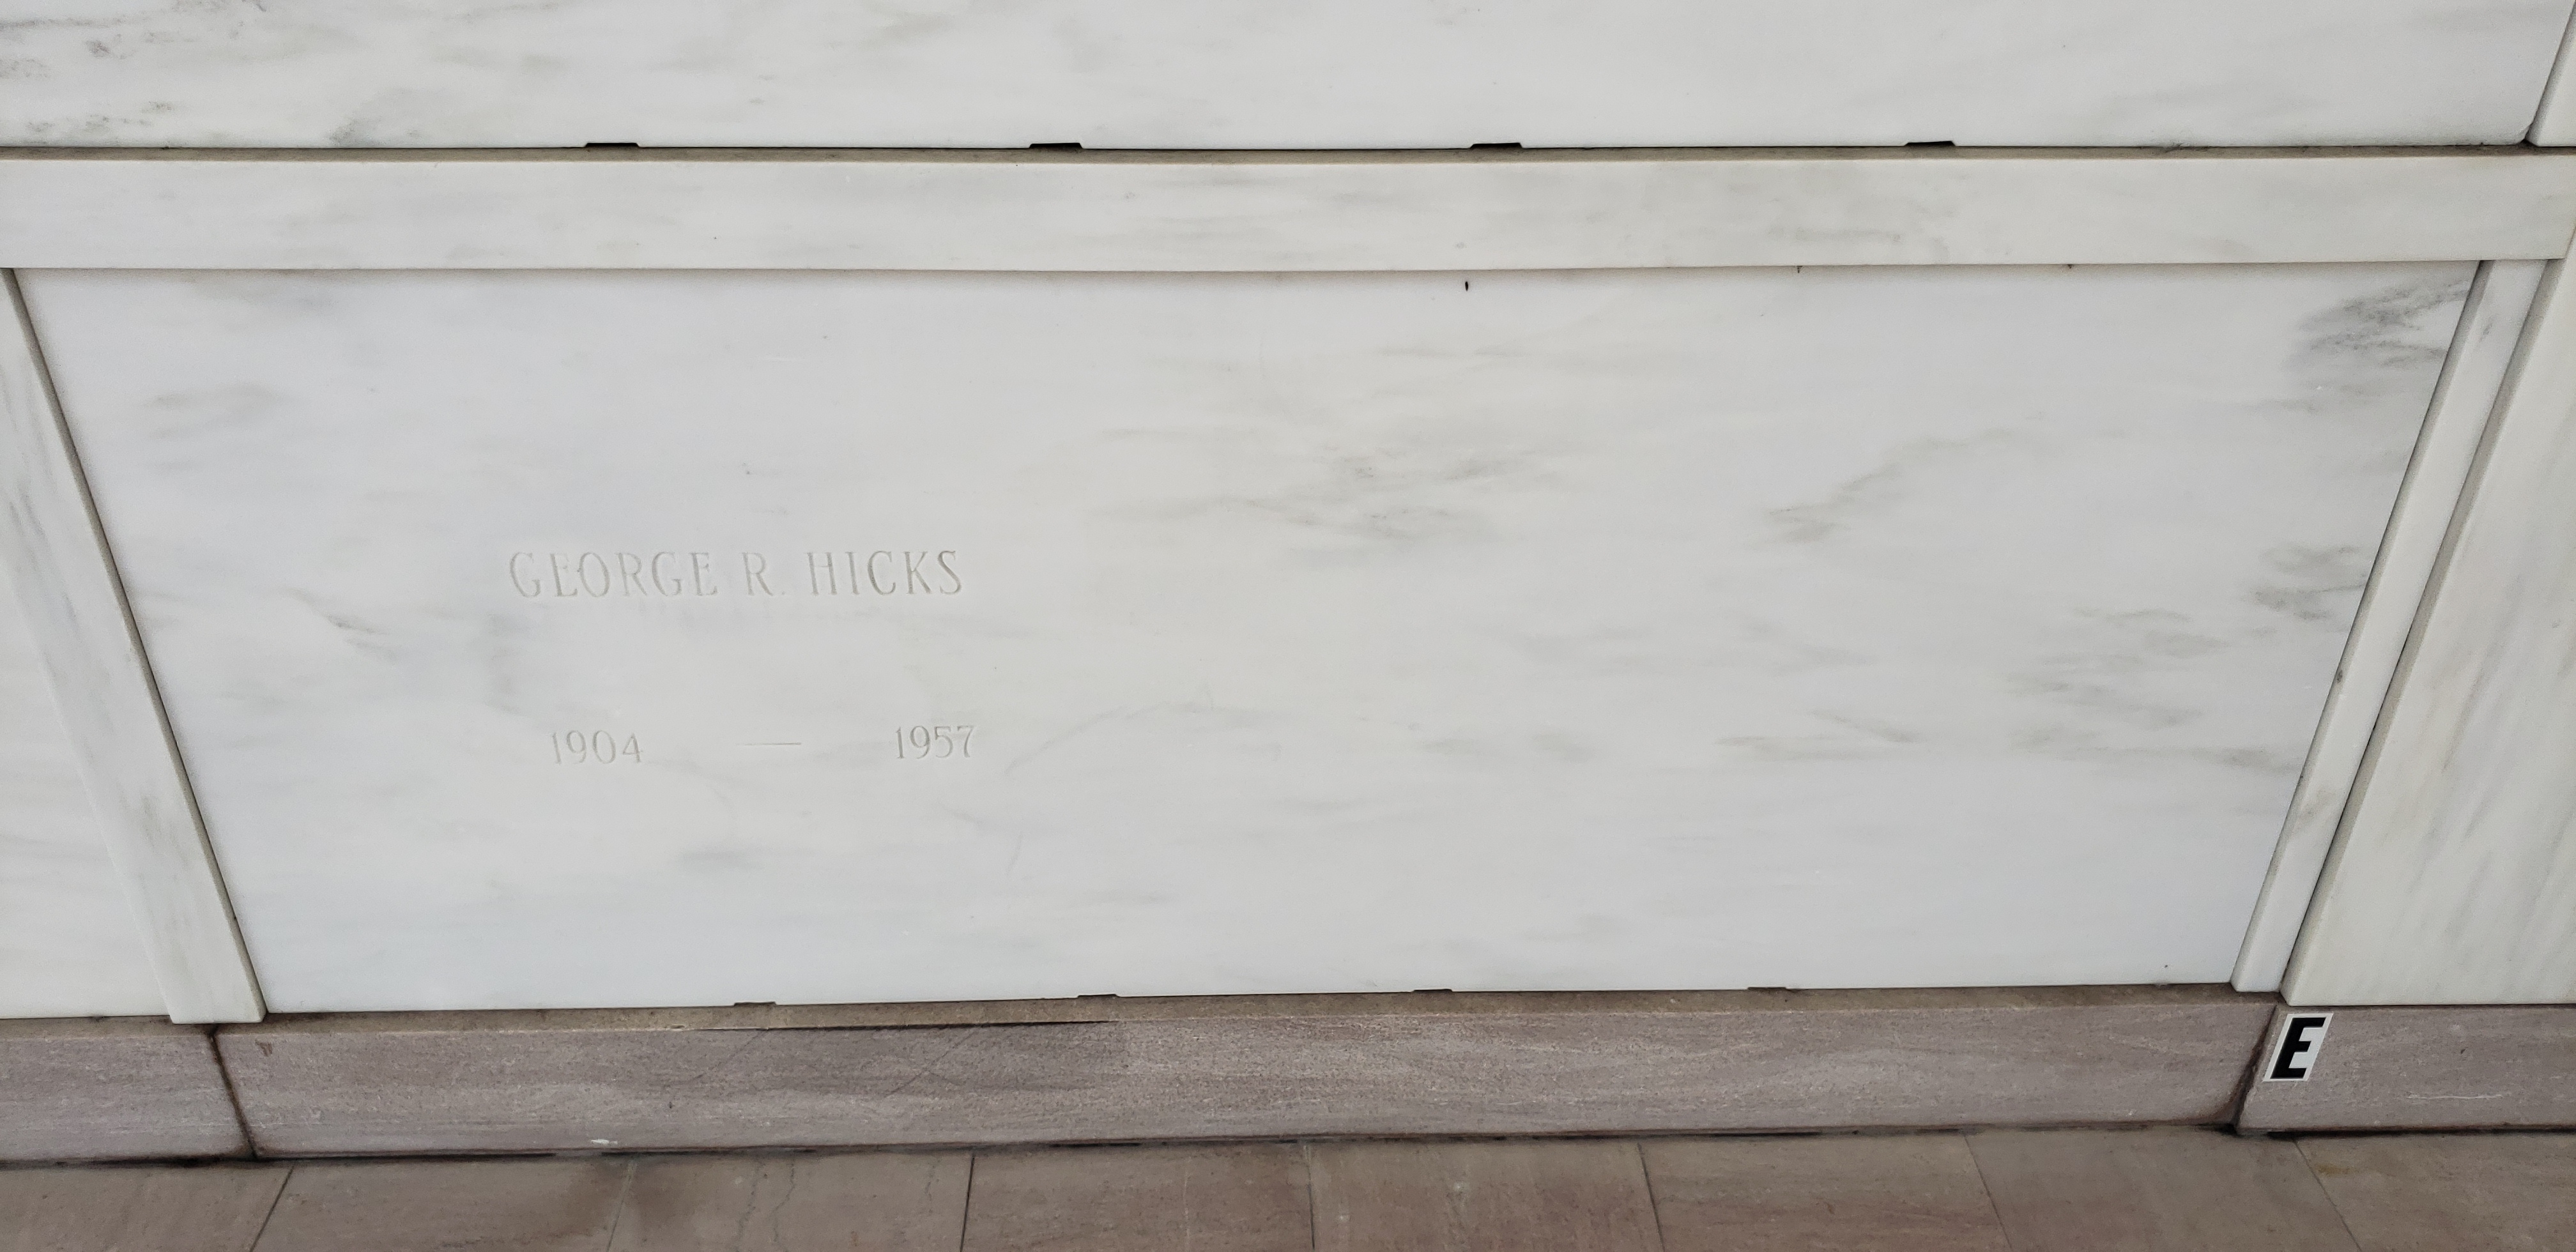 GEORGE R. HICKS
1904 — 1957
E